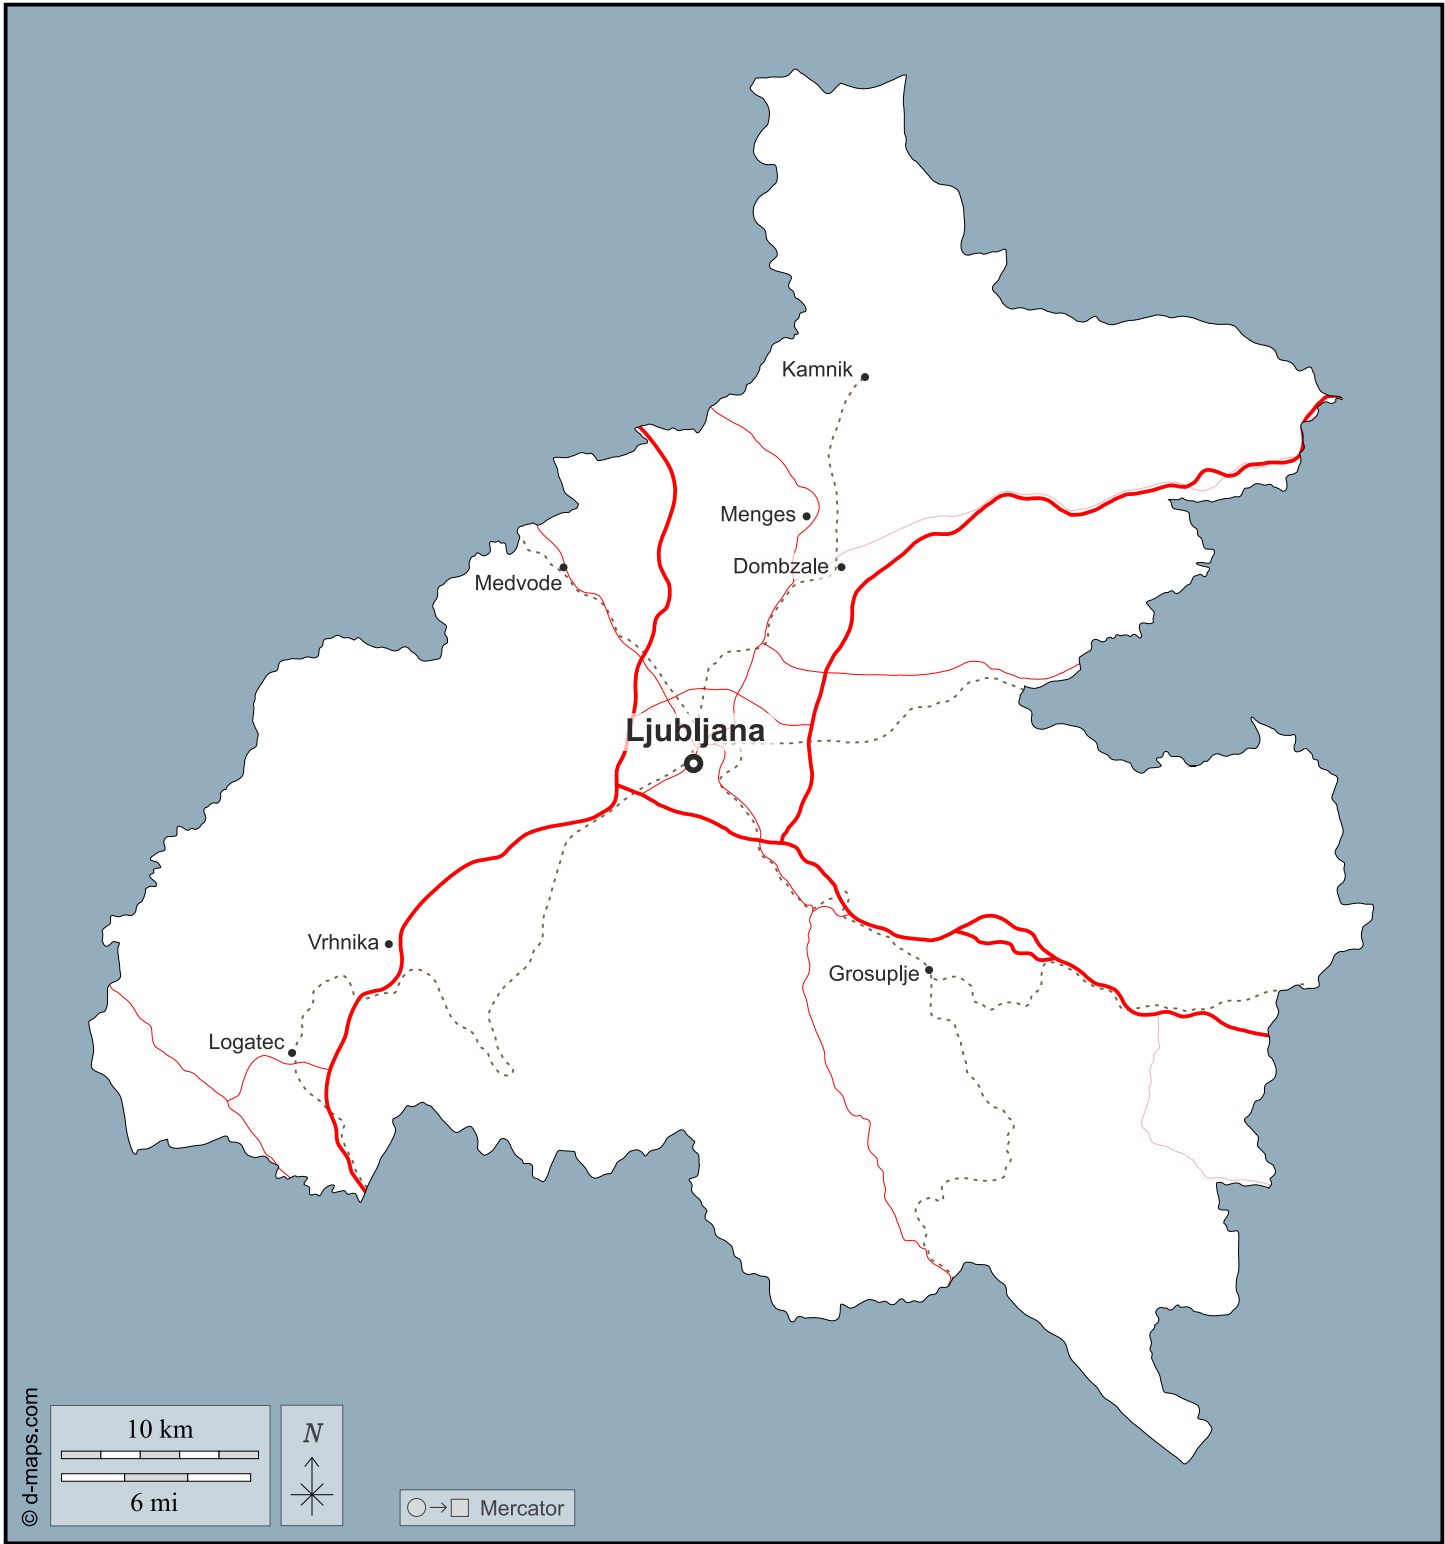 Kamnik
Menges
Dombzale
Medvode
Ljubljana
Vrhnika
Grosuplje
Logatec
© d-maps.com
10 km
6 mi
N
Mercator